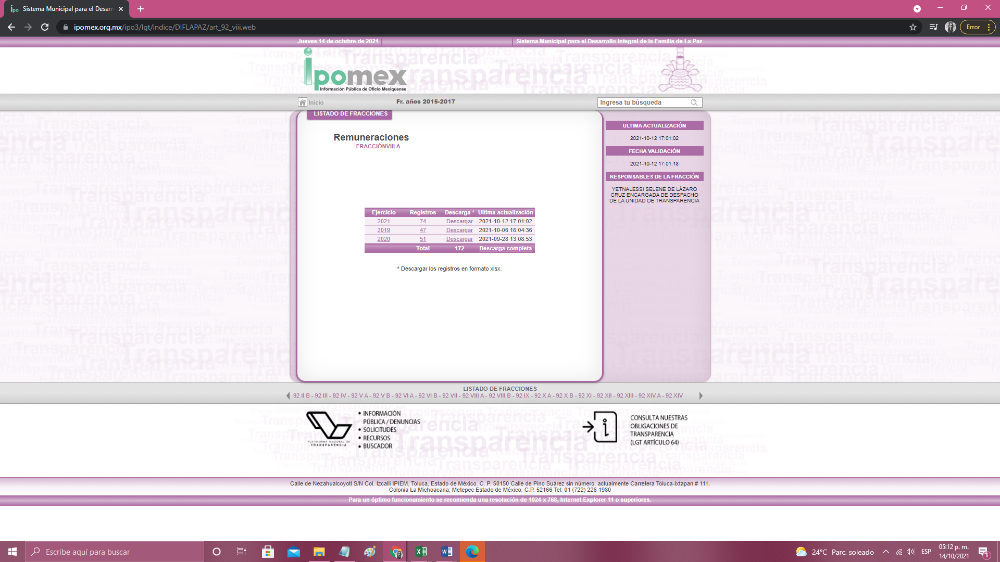 Sistema Municipal para el Desarr
ipomex.org.mx/ipo3/lgt/indice/DIFLAPAZ/art_92_viii.web
Error
Jueves 14 de octubre de 2021
Sistema Municipal para el Desarrollo Integral de la Familia de La Paz
ipomex
Información Pública de Oficio Mexiquense
Inicio
Fr. años 2015-2017
Ingresa tu búsqueda
LISTADO DE FRACCIONES
Remuneraciones
FRACCIÓNVIII A
Ejercicio Registros Descarga * Ultima actualización
2021 74 Descargar 2021-10-12 17:01:02
2019 47 Descargar 2021-10-06 16:04:36
2020 51 Descargar 2021-09-28 13:08:53
Total 172 Descarga completa
* Descargar los registros en formato xlsx.
ULTIMA ACTUALIZACIÓN
2021-10-12 17:01:02
FECHA VALIDACIÓN
2021-10-12 17:01:18
RESPONSABLES DE LA FRACCIÓN
YETNALESSI SELENE DE LÁZARO
CRUZ ENCARGADA DE DESPACHO
DE LA UNIDAD DE TRANSPARENCIA
LISTADO DE FRACCIONES
92 II B - 92 III - 92 IV - 92 V A - 92 V B - 92 VI A - 92 VI B - 92 VII - 92 VIII A - 92 VIII B - 92 IX - 92 X A - 92 X B - 92 XI - 92 XII - 92 XIII - 92 XIV A - 92 XIV
PLATAFORMA NACIONAL DE
TRANSPARENCIA
• INFORMACIÓN
PÚBLICA / DENUNCIAS
• SOLICITUDES
• RECURSOS
• BUSCADOR
CONSULTA NUESTRAS
OBLIGACIONES DE
TRANSPARENCIA
(LGT ARTÍCULO 64)
Calle de Nezahualcoyotl S/N Col. Izcalli IPIEM, Toluca, Estado de México. C. P. 50150 Calle de Pino Suárez sin número, actualmente Carretera Toluca-Ixtapan # 111,
Colonia La Michoacana; Metepec Estado de México, C.P. 52166 Tel: 01 (722) 226 1980
Para un óptimo funcionamiento se recomienda una resolución de 1024 x 768, Internet Explorer 11 o superiores.
Escribe aquí para buscar
24°C Parc. soleado
ESP
05:12 p. m.
14/10/2021
1